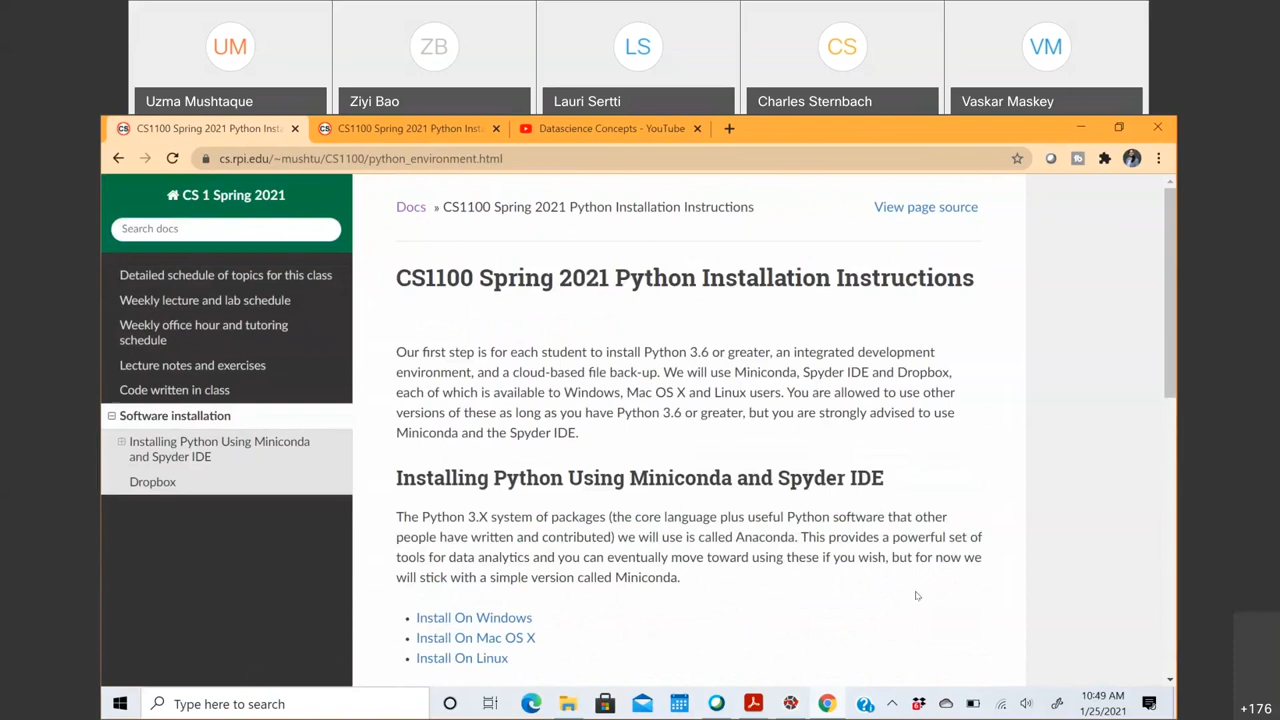 UM
ZB
LS
CS
VM
Uzma Mushtaque
Ziyi Bao
Lauri Sertti
Charles Sternbach
Vaskar Maskey
CS1100 Spring 2021 Python Inst
CS1100 Spring 2021 Python Inst
Datascience Concepts - YouTube
cs.rpi.edu/~mushtu/CS1100/python_environment.html
CS 1 Spring 2021
Search docs
Detailed schedule of topics for this class
Weekly lecture and lab schedule
Weekly office hour and tutoring
schedule
Lecture notes and exercises
Code written in class
Software installation
Installing Python Using Miniconda
and Spyder IDE
Dropbox
Docs » CS1100 Spring 2021 Python Installation Instructions
View page source
CS1100 Spring 2021 Python Installation Instructions
Our first step is for each student to install Python 3.6 or greater, an integrated development
environment, and a cloud-based file back-up. We will use Miniconda, Spyder IDE and Dropbox,
each of which is available to Windows, Mac OS X and Linux users. You are allowed to use other
versions of these as long as you have Python 3.6 or greater, but you are strongly advised to use
Miniconda and the Spyder IDE.
Installing Python Using Miniconda and Spyder IDE
The Python 3.X system of packages (the core language plus useful Python software that other
people have written and contributed) we will use is called Anaconda. This provides a powerful set of
tools for data analytics and you can eventually move toward using these if you wish, but for now we
will stick with a simple version called Miniconda.
• Install On Windows
• Install On Mac OS X
• Install On Linux
Type here to search
10:49 AM
1/25/2021
+176